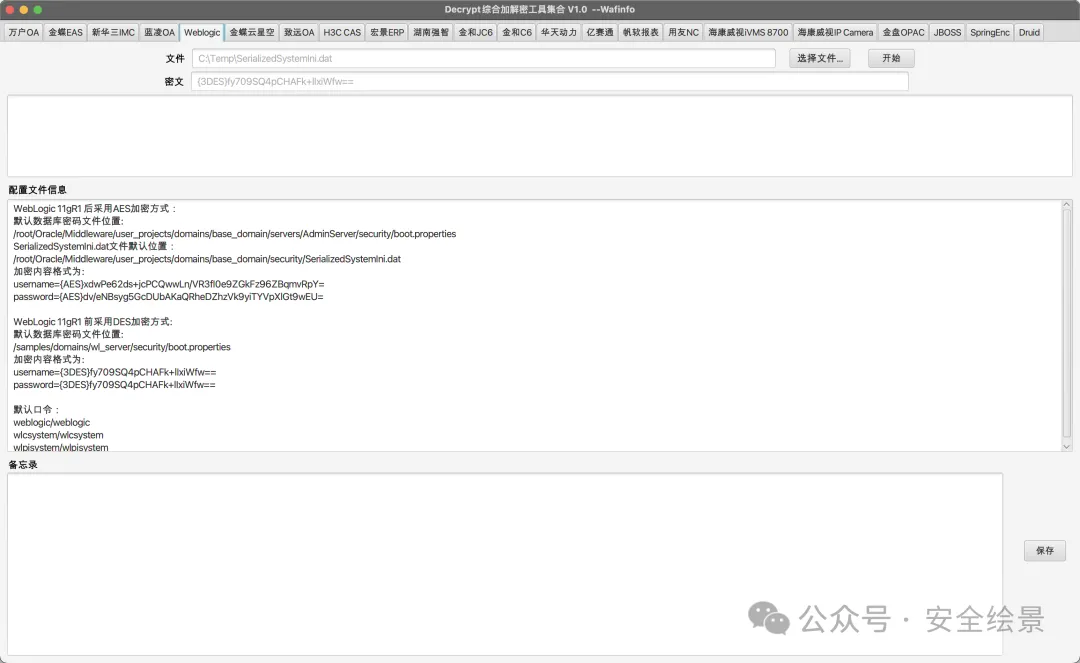 Decrypt综合加解密工具集合 V1.0 --Wafinfo
万户OA 金蝶EAS 新华三IMC 蓝凌OA Weblogic 金蝶云星空 致远OA H3C CAS 宏景ERP 湖南强智 金和JC6 金和C6 华天动力 亿赛通 帆软报表 用友NC 海康威视iVMS 8700 海康威视IP Camera 金盘OPAC JBOSS SpringEnc Druid
文件 C:\Temp\SerializedSystemIni.dat 选择文件... 开始
密文 {3DES}fy709SQ4pCHAFk+lIxiWfw==
配置文件信息
WebLogic 11gR1 后采用AES加密方式：
默认数据库密码文件位置:
/root/Oracle/Middleware/user_projects/domains/base_domain/servers/AdminServer/security/boot.properties
SerializedSystemIni.dat文件默认位置：
/root/Oracle/Middleware/user_projects/domains/base_domain/security/SerializedSystemIni.dat
加密内容格式为:
username={AES}xdwPe62ds+jcPCQwwLn/VR3fI0e9ZGkFz96ZBqmvRpY=
password={AES}dv/eNBsyg5GcDUbAKaQRheDZhzVk9yiTYVpXlGt9wEU=
WebLogic 11gR1 前采用DES加密方式:
默认数据库密码文件位置:
/samples/domains/wl_server/security/boot.properties
加密内容格式为:
username={3DES}fy709SQ4pCHAFk+lIxiWfw==
password={3DES}fy709SQ4pCHAFk+lIxiWfw==
默认口令：
weblogic/weblogic
wlcsystem/wlcsystem
wlpisystem/wlpisystem
备忘录
保存
公众号 · 安全绘景